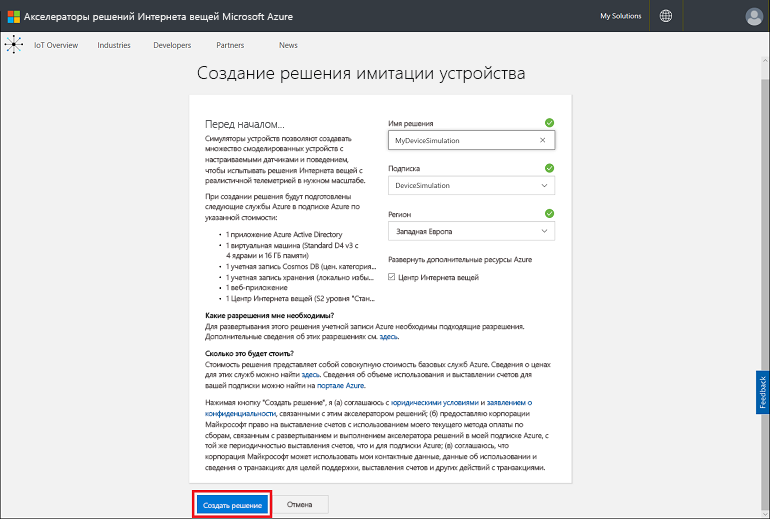 Акселераторы решений Интернета вещей Microsoft Azure
My Solutions
IoT Overview
Industries
Developers
Partners
News
Создание решения имитации устройства
Перед началом...
Симуляторы устройств позволяют создавать
множество смоделированных устройств с
настраиваемыми датчиками и поведением,
чтобы испытывать решения Интернета вещей с
реалистичной телеметрией в нужном масштабе.
При создании решения будут подготовлены
следующие службы Azure в подписке Azure по
указанной стоимости:
• 1 приложение Azure Active Directory
• 1 виртуальная машина (Standard D4 v3 с
4 ядрами и 16 ГБ памяти)
• 1 учетная запись Cosmos DB (цен. категория...
• 1 учетная запись хранения (локально избы...
• 1 веб-приложение
• 1 Центр Интернета вещей (S2 уровня "Стан...
Имя решения
MyDeviceSimulation
Подписка
DeviceSimulation
Регион
Западная Европа
Развернуть дополнительные ресурсы Azure
Центр Интернета вещей
Какие разрешения мне необходимы?
Для развертывания этого решения учетной записи Azure необходимы подходящие разрешения.
Дополнительные сведения об этих разрешениях см. здесь.
Сколько это будет стоить?
Стоимость решения представляет собой совокупную стоимость базовых служб Azure. Сведения о ценах
для этих служб можно найти здесь. Сведения об объеме использования и выставлении счетов для
вашей подписки можно найти на портале Azure.
Нажимая кнопку "Создать решение", я (а) соглашаюсь с юридическими условиями и заявлением о
конфиденциальности, связанными с этим акселератором решений; (б) предоставляю корпорации
Майкрософт право на выставление счетов с использованием моего текущего метода оплаты по
сборам, связанным с развертыванием и выполнением акселератора решений в моей подписке Azure, с
той же периодичностью выставления счетов, что и для подписки Azure; (в) соглашаюсь, что
корпорация Майкрософт может использовать мои контактные данные, данные об использовании и
сведения о транзакциях для целей поддержки, выставления счетов и других действий с транзакциями.
Feedback
Создать решение
Отмена